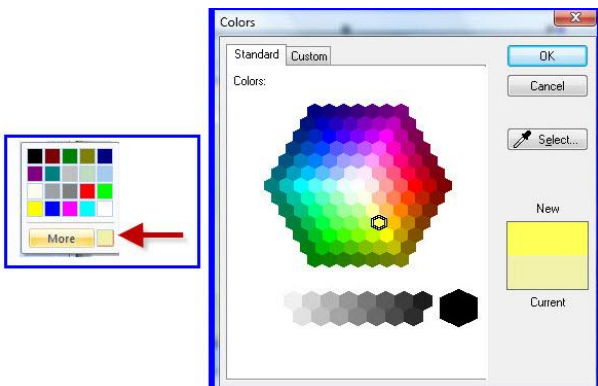 Colors
Standard Custom
OK
Colors:
Cancel
Select...
More
New
Current